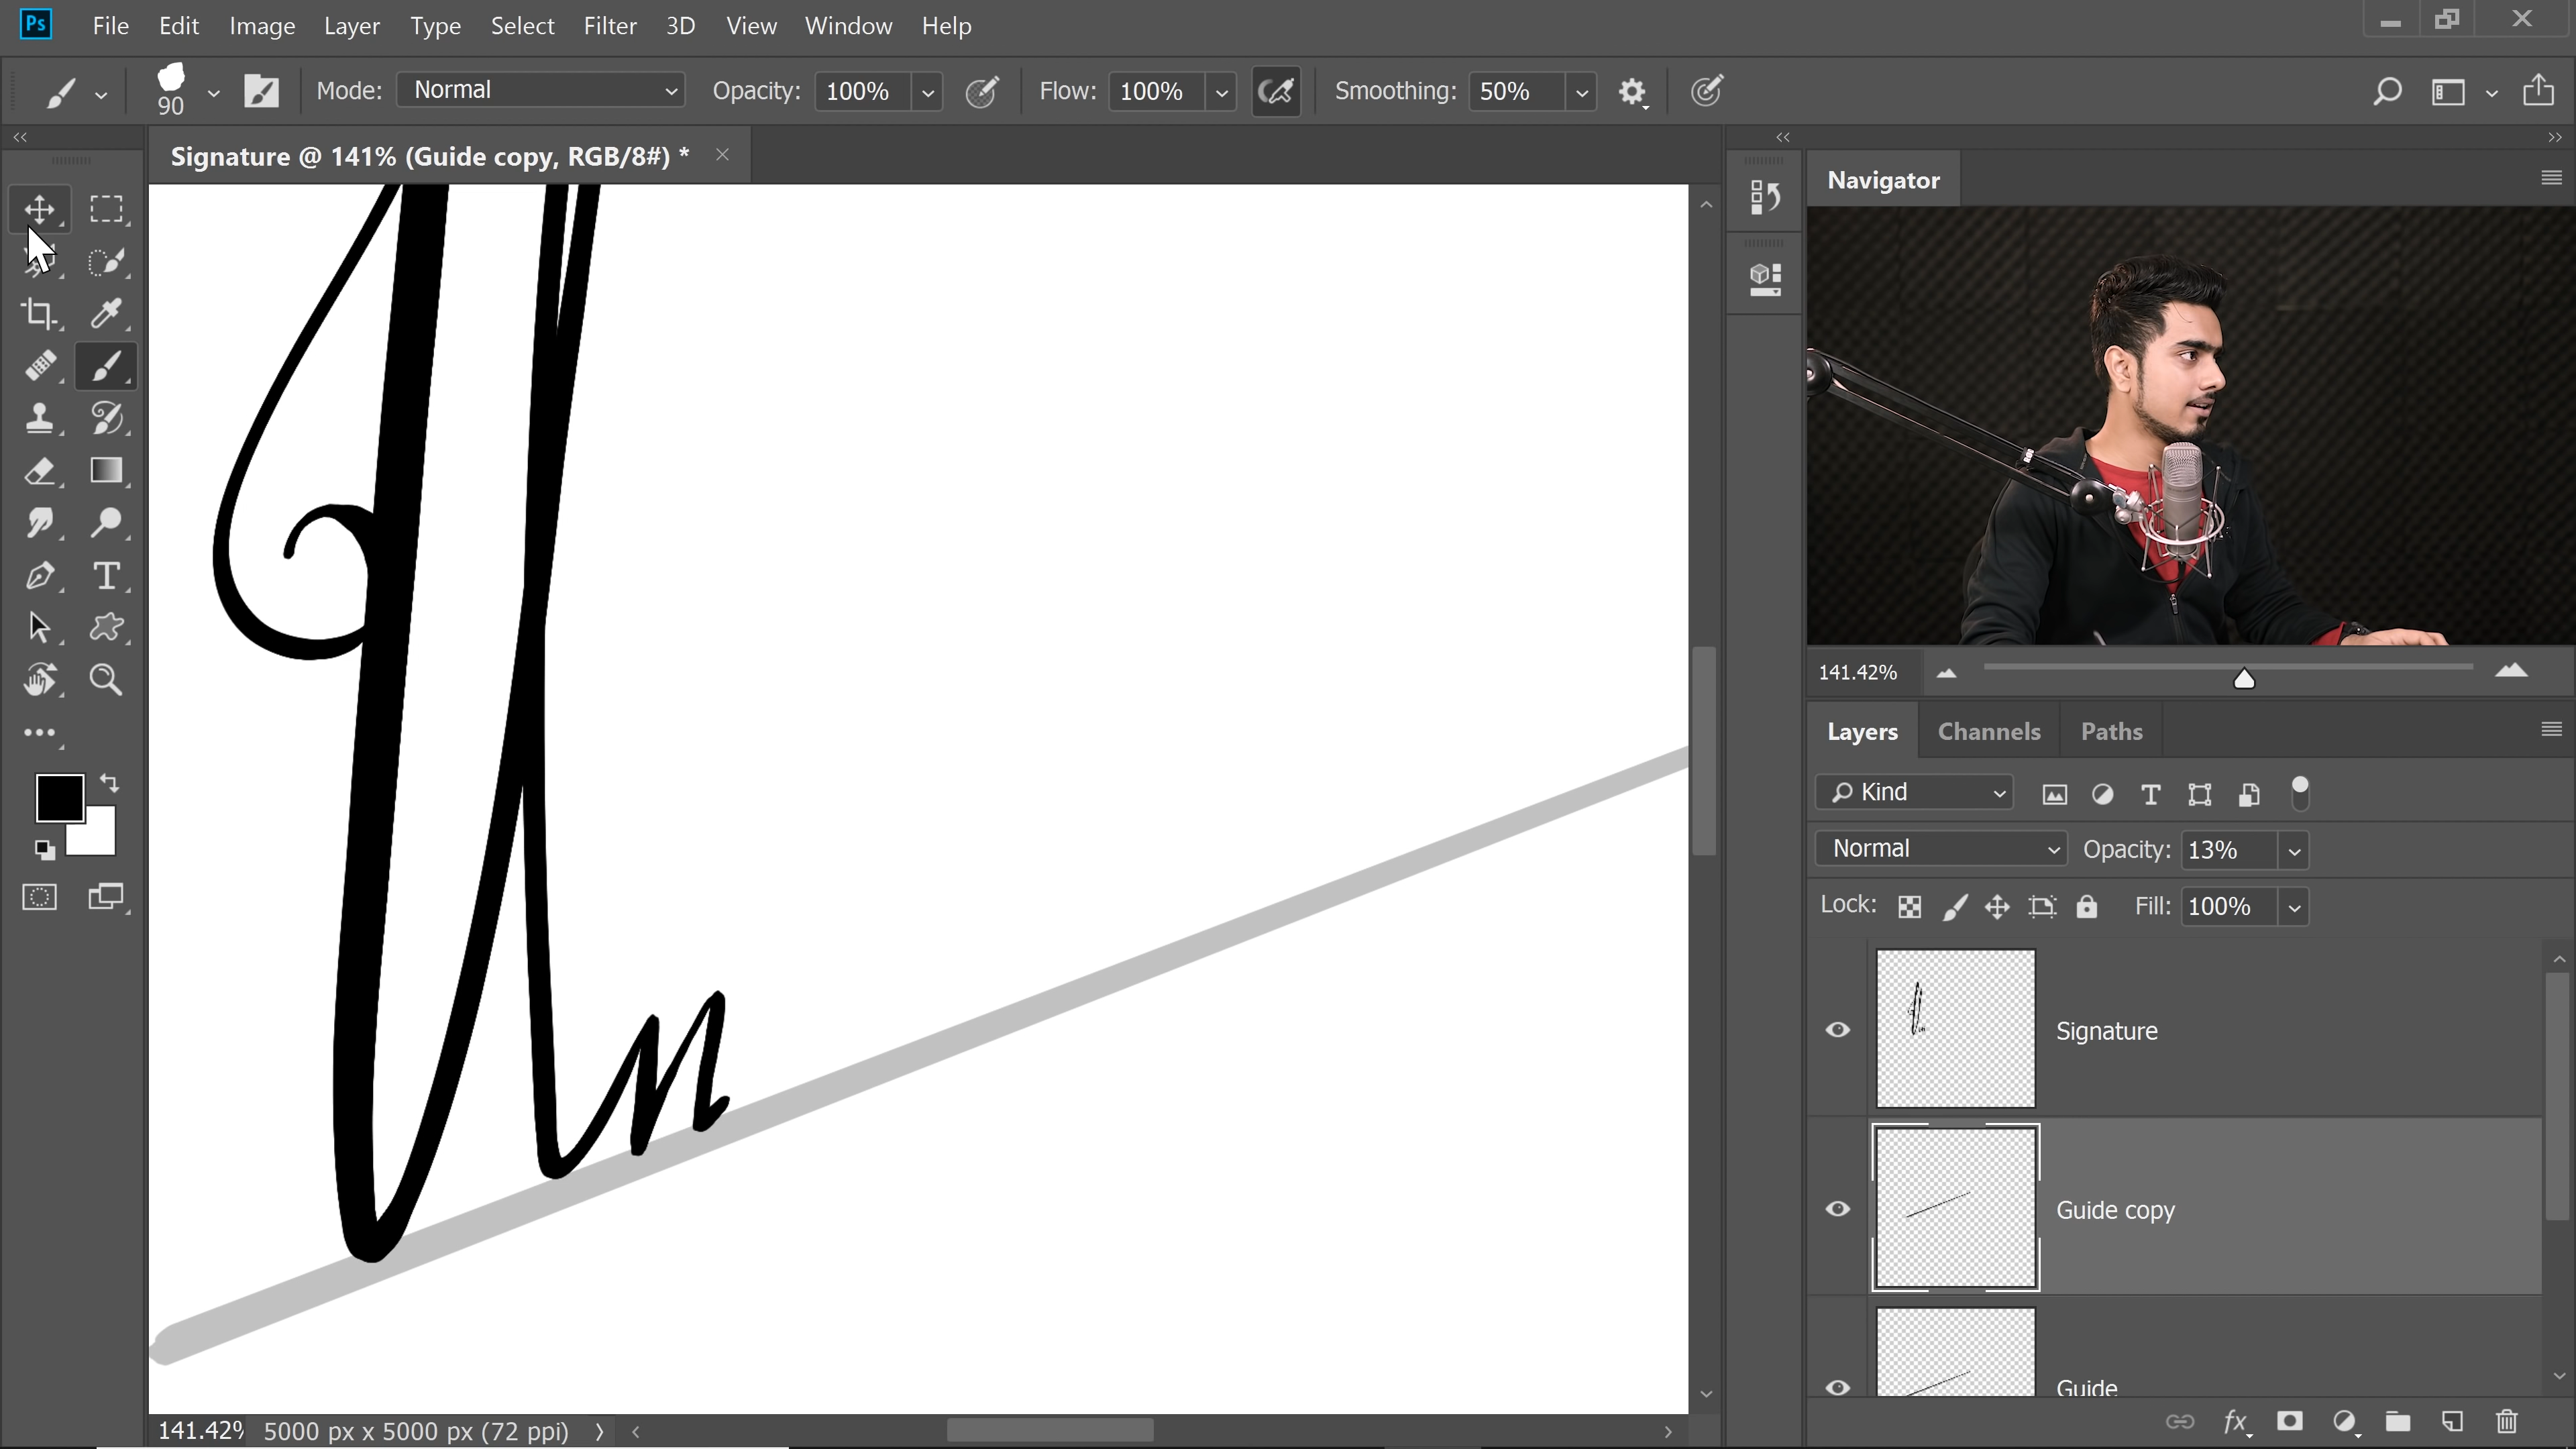 Ps File Edit Image Layer Type Select Filter 3D View Window Help
90 Mode: Normal Opacity: 100% Flow: 100% Smoothing: 50%
Signature @ 141% (Guide copy, RGB/8#) *
Navigator
141.42%
Layers Channels Paths
Kind
Normal Opacity: 13%
Lock: Fill: 100%
Signature
Guide copy
Guide
fx
141.42% 5000 px x 5000 px (72 ppi)